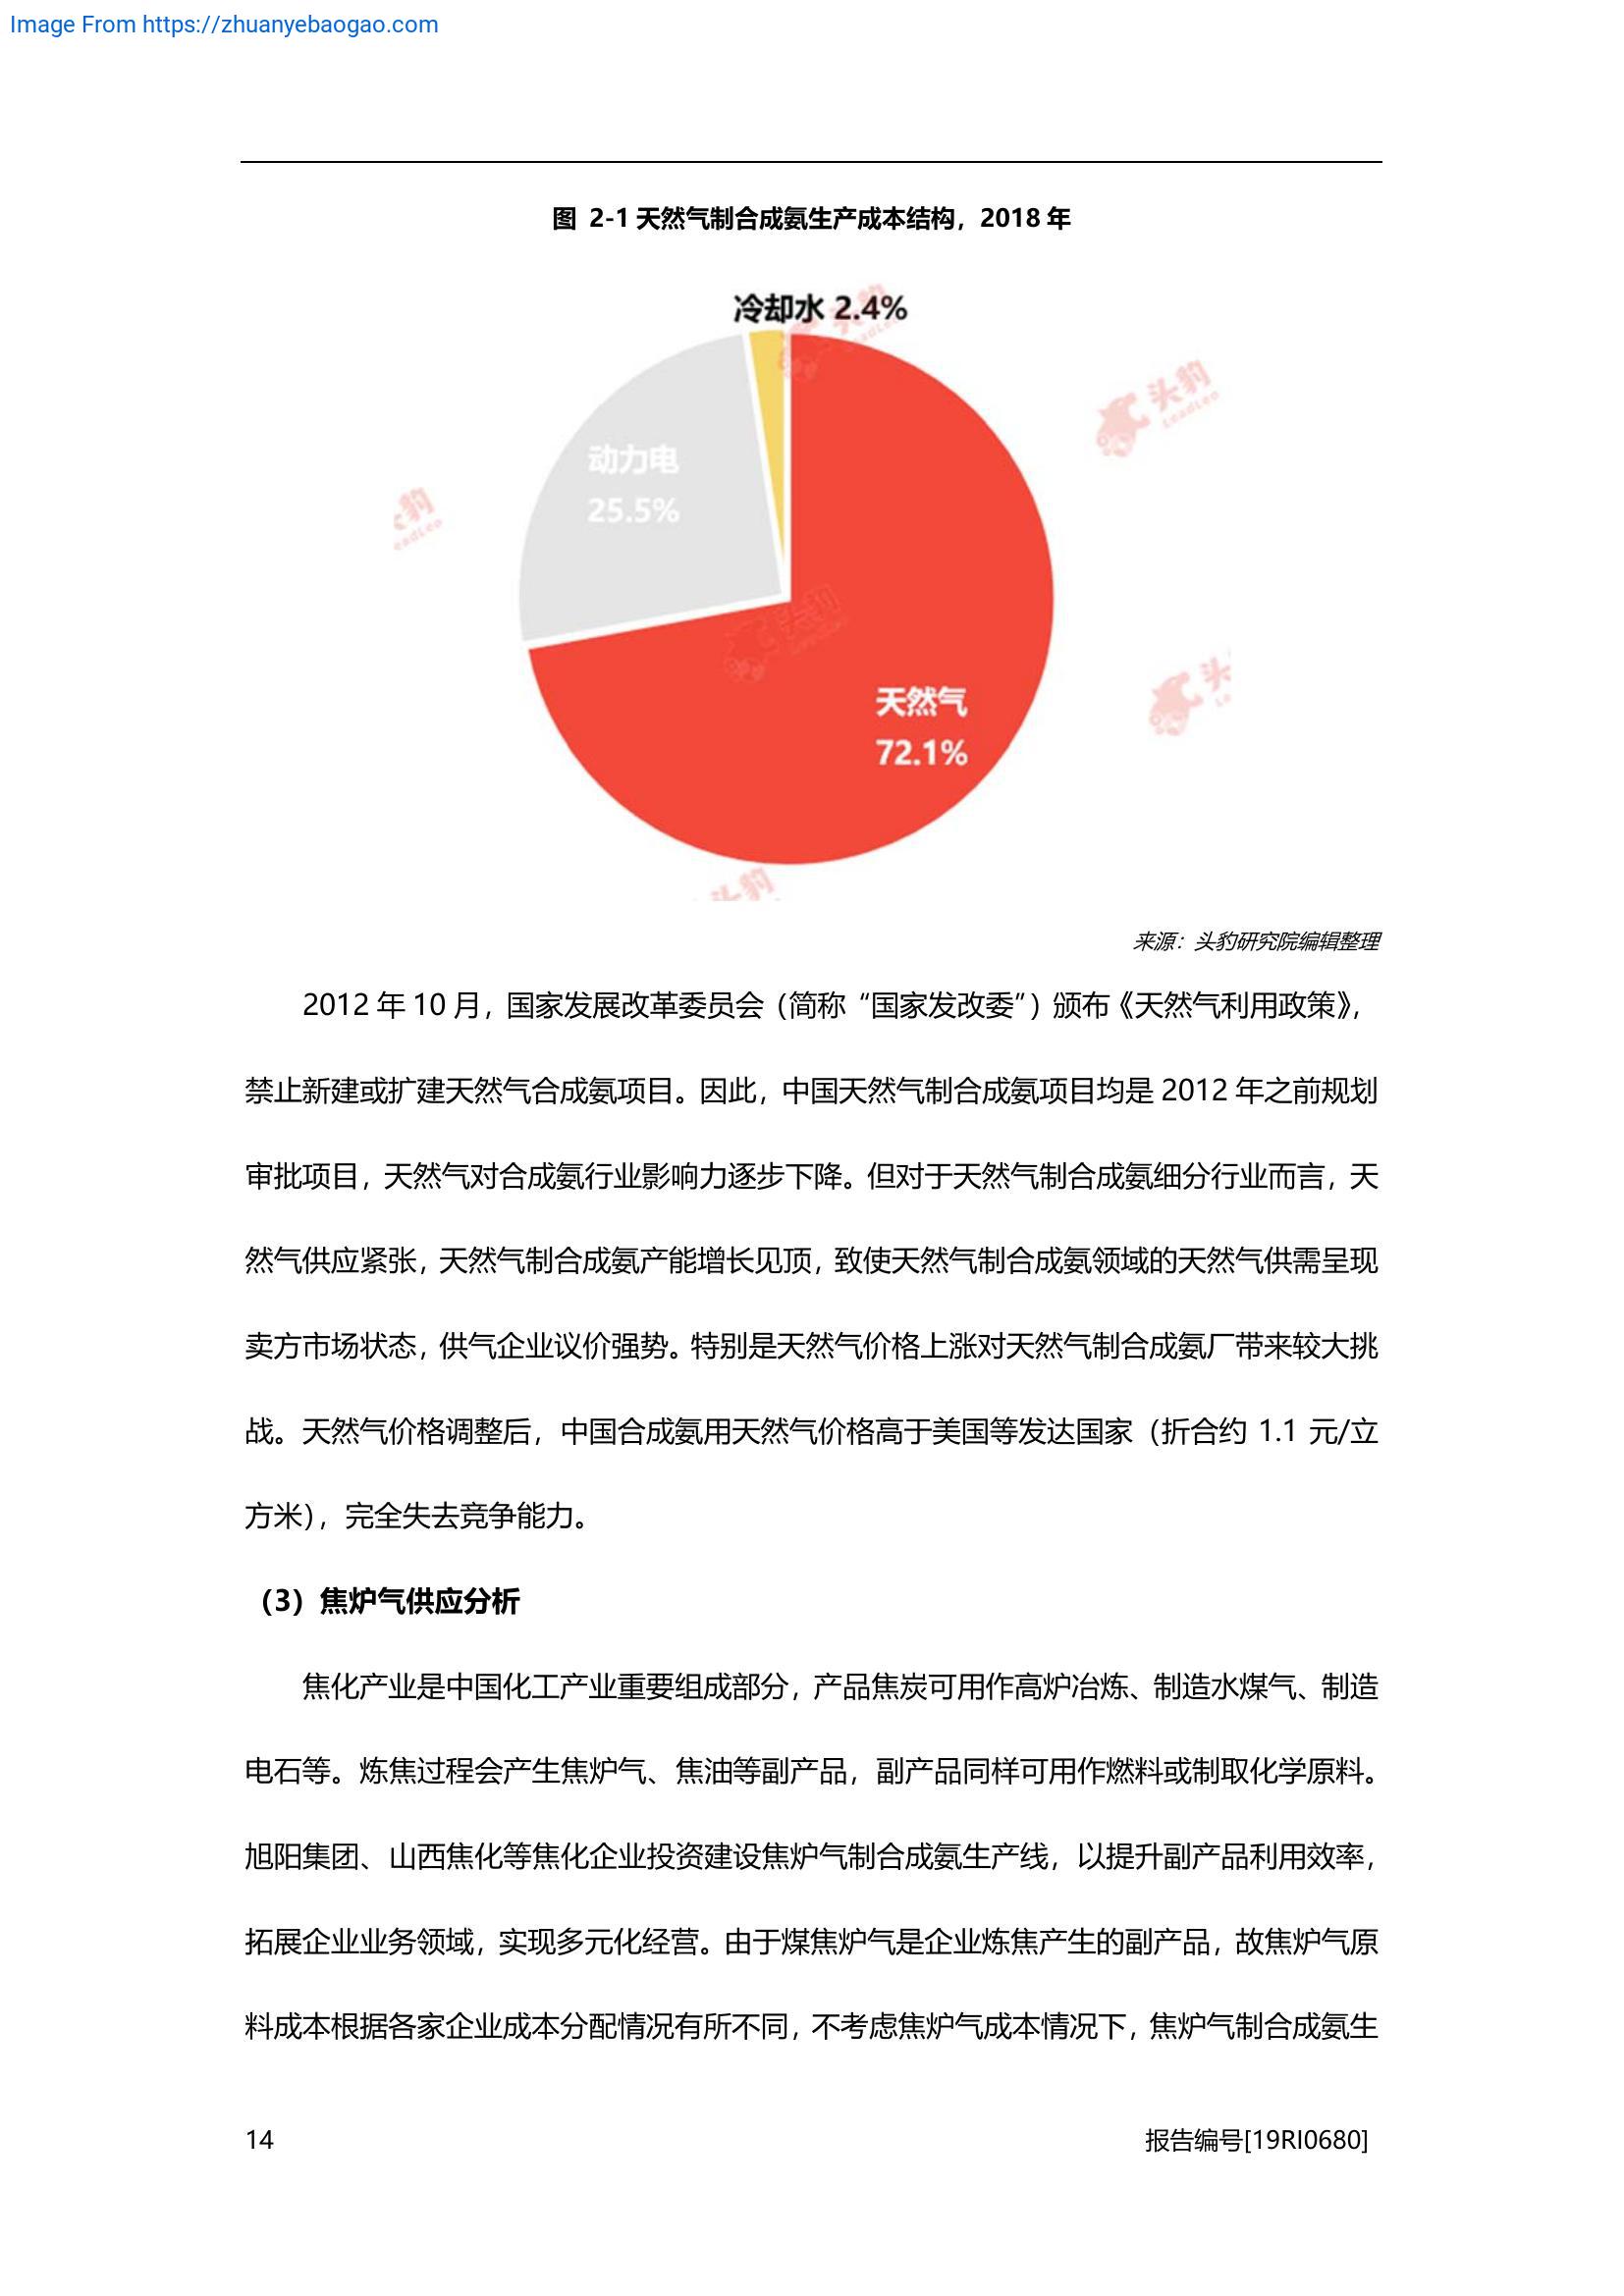 Image From https://zhuanyebaogao.com
图 2-1 天然气制合成氨生产成本结构，2018 年
冷却水 2.4%
动力电
25.5%
天然气
72.1%
头豹
LeadLeo
来源：头豹研究院编辑整理
2012 年 10 月，国家发展改革委员会（简称“国家发改委”）颁布《天然气利用政策》，
禁止新建或扩建天然气合成氨项目。因此，中国天然气制合成氨项目均是 2012 年之前规划
审批项目，天然气对合成氨行业影响力逐步下降。但对于天然气制合成氨细分行业而言，天
然气供应紧张，天然气制合成氨产能增长见顶，致使天然气制合成氨领域的天然气供需呈现
卖方市场状态，供气企业议价强势。特别是天然气价格上涨对天然气制合成氨厂带来较大挑
战。天然气价格调整后，中国合成氨用天然气价格高于美国等发达国家（折合约 1.1 元/立
方米），完全失去竞争能力。
（3）焦炉气供应分析
焦化产业是中国化工产业重要组成部分，产品焦炭可用作高炉冶炼、制造水煤气、制造
电石等。炼焦过程会产生焦炉气、焦油等副产品，副产品同样可用作燃料或制取化学原料。
旭阳集团、山西焦化等焦化企业投资建设焦炉气制合成氨生产线，以提升副产品利用效率，
拓展企业业务领域，实现多元化经营。由于煤焦炉气是企业炼焦产生的副产品，故焦炉气原
料成本根据各家企业成本分配情况有所不同，不考虑焦炉气成本情况下，焦炉气制合成氨生
14
报告编号[19RI0680]